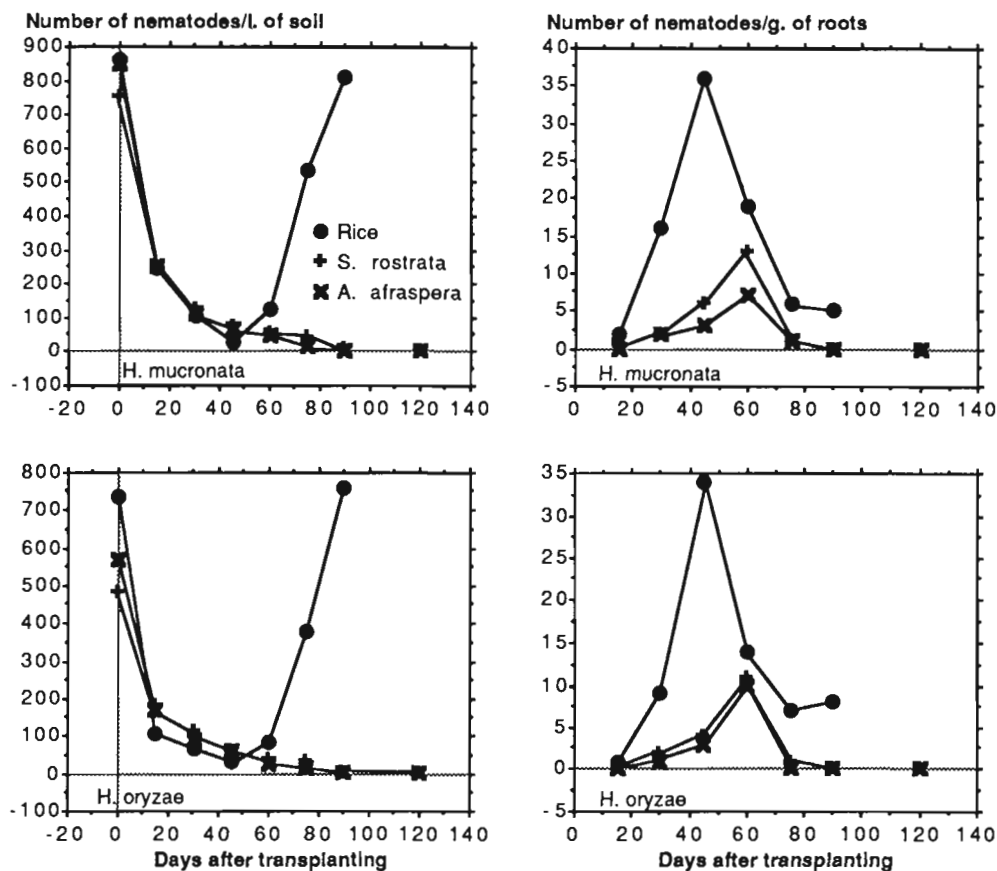 Number of nematodes/l. of soil
900
800
700
600
500
400
300
200
100
0
-100
-20 0 20 40 60 80 100 120 140
Rice
S. rostrata
A. afraspera
H. mucronata
Number of nematodes/g. of roots
40
35
30
25
20
15
10
5
0
-5
0 20 40 60 80 100 120 140
H. mucronata
800
700
600
500
400
300
200
100
0
-100
-20 0 20 40 60 80 100 120 140
H. oryzae
Days after transplanting
35
30
25
20
15
10
5
0
-5
0 20 40 60 80 100 120 140
H. oryzae
Days after transplanting